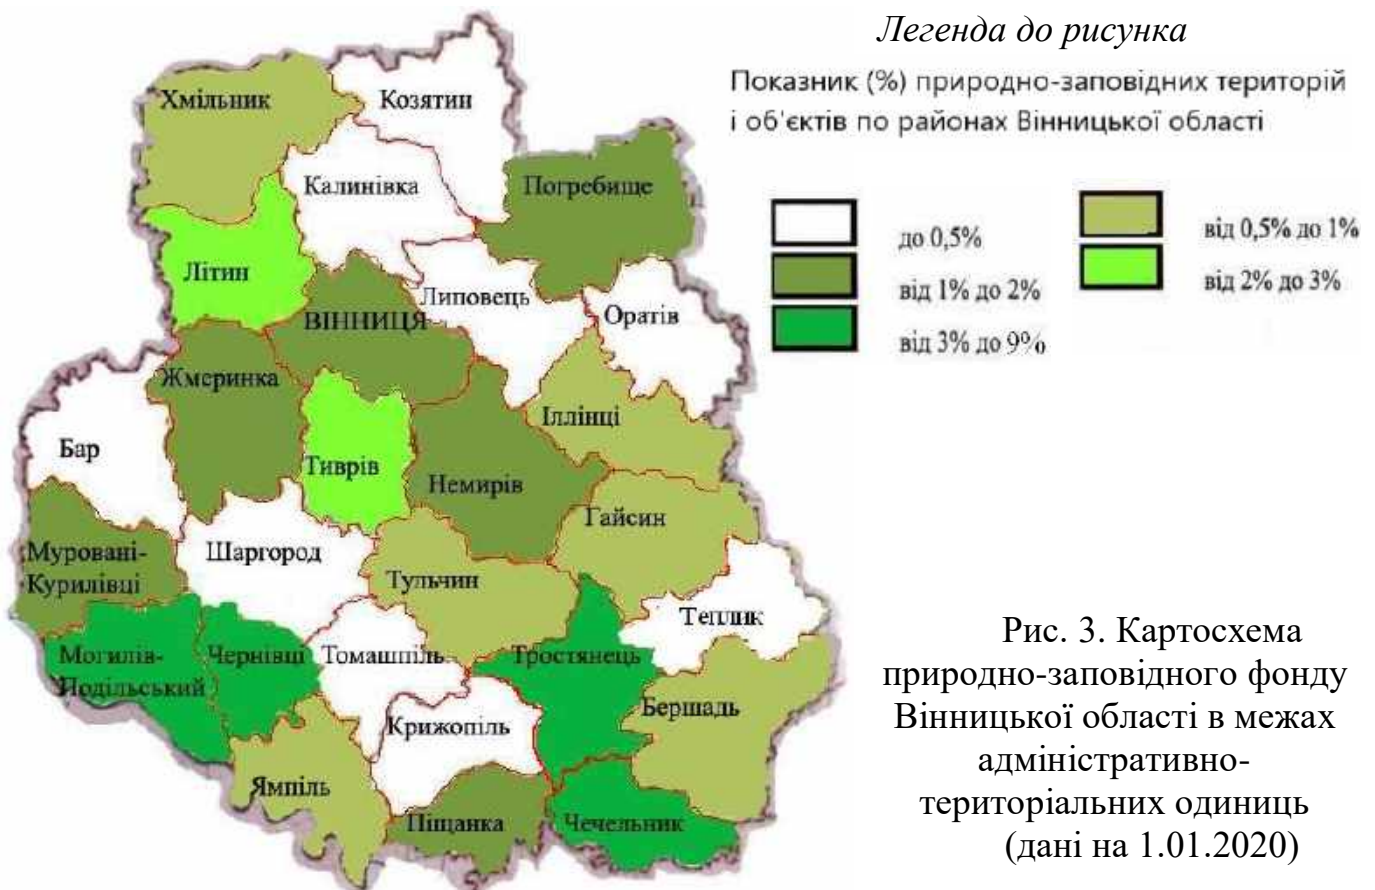 Легенда до рисунка
Показник (%) природно-заповідних територій
і об'єктів по районах Вінницької області
до 0,5%
від 0,5% до 1%
від 1% до 2%
від 2% до 3%
від 3% до 9%
Хмільник
Козятин
Калинівка
Погребище
Літин
Липовець
Оратів
ВІННИЦЯ
Жмеринка
Іллінці
Бар
Тиврів
Немирів
Гайсин
Муровані-
Курилівці
Шаргород
Тульчин
Теплик
Могилів-
Подільський
Чернівці
Томашпіль
Тростянець
Бершадь
Крижопіль
Ямпіль
Піщанка
Чечельник
Рис. 3. Картосхема
природно-заповідного фонду
Вінницької області в межах
адміністративно-
територіальних одиниць
(дані на 1.01.2020)